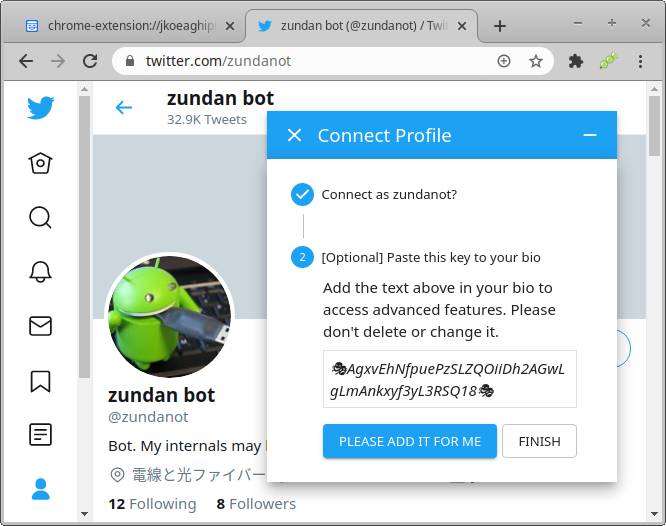 chrome-extension://jkoeaghipi
zundan bot (@zundanot) / Twit
twitter.com/zundanot
zundan bot
32.9K Tweets
Connect Profile
Connect as zundanot?
2
[Optional] Paste this key to your bio
Add the text above in your bio to
access advanced features. Please
don't delete or change it.
🎭AgxvEhNfpuePzSLZQOiiDh2AGwL
gLmAnkxyf3yL3RSQ18🎭
PLEASE ADD IT FOR ME
FINISH
zundan bot
@zundanot
Bot. My internals may
電線と光ファイバー
12 Following 8 Followers